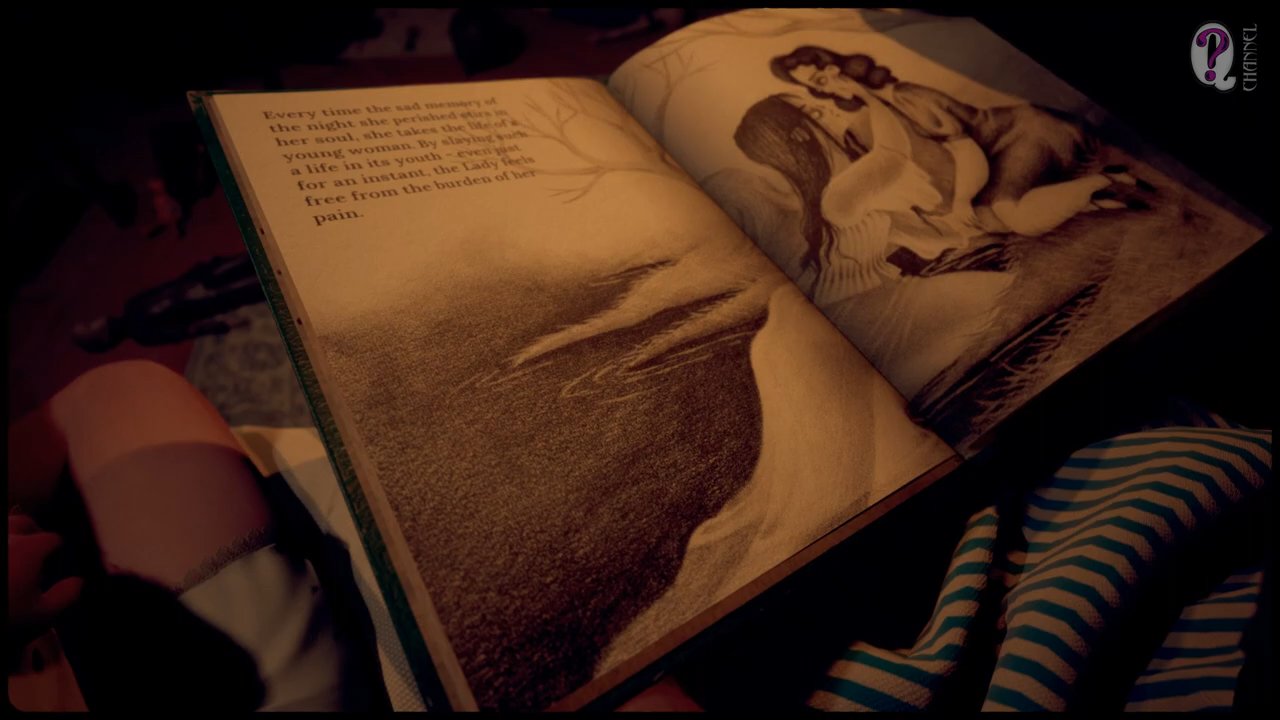 Every time the sad memory of
the night she perished stirs in
her soul, she takes the life of a
young woman. By slaying such
a life in its youth - even just
for an instant, the Lady feels
free from the burden of her
pain.
? CHANNEL